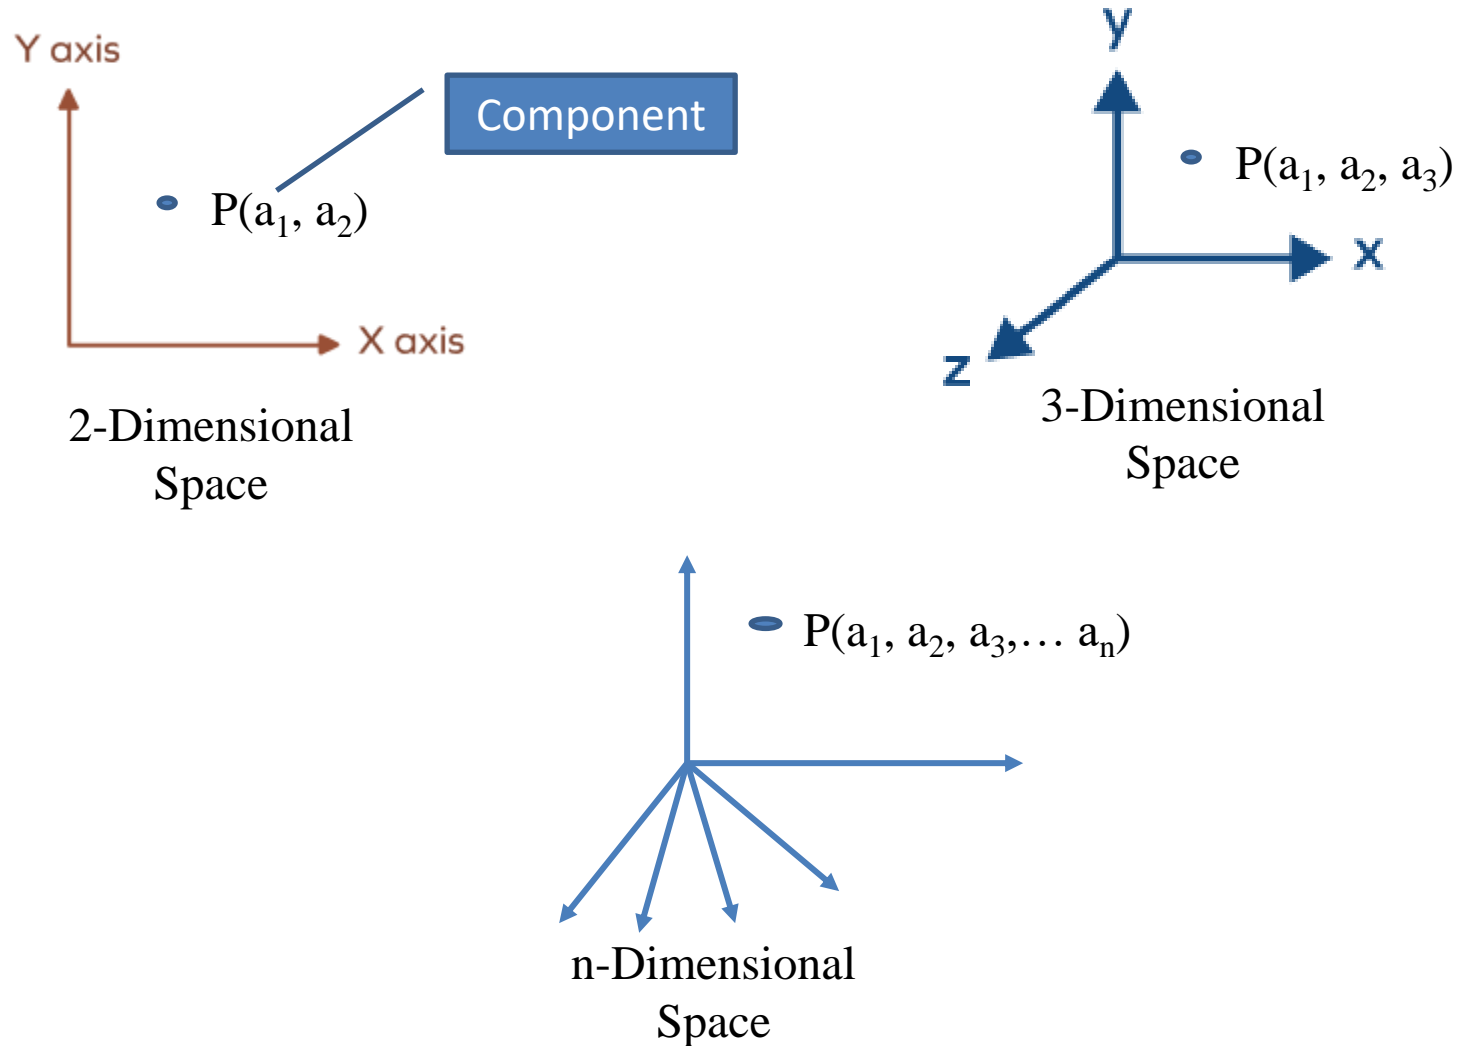 Y axis
Component
P(a₁, a₂)
X axis
2-Dimensional
Space
y
P(a₁, a₂, a₃)
x
z
3-Dimensional
Space
P(a₁, a₂, a₃,… aₙ)
n-Dimensional
Space